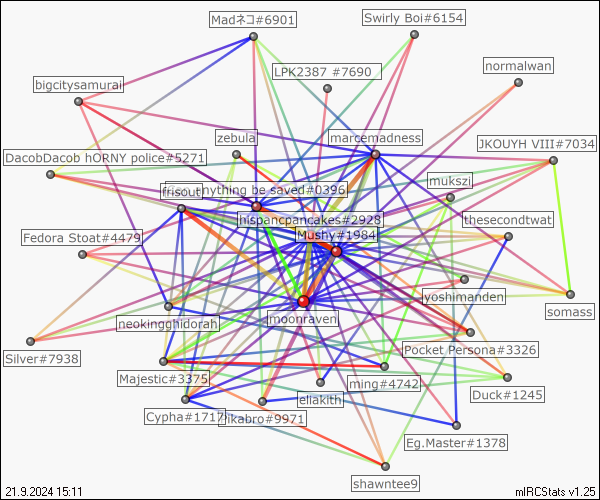 Madネコ#6901
Swirly Boi#6154
LPK2387 #7690
normalwan
bigcitysamurai
zebula
marcemadness
JKOUYH VIII#7034
DacobDacob hORNY police#5271
mukszi
frisout
nything be saved#0396
hispancpancakes#2928
thesecondtwat
Fedora Stoat#4479
Mushy#1984
yoshimanden
somass
neokingghidorah
moonraven
Silver#7938
Pocket Persona#3326
Majestic#3375
ming#4742
Duck#1245
eliakith
Cypha#1717
ikabro#9971
Eg.Master#1378
shawntee9
21.9.2024 15:11
mIRCStats v1.25